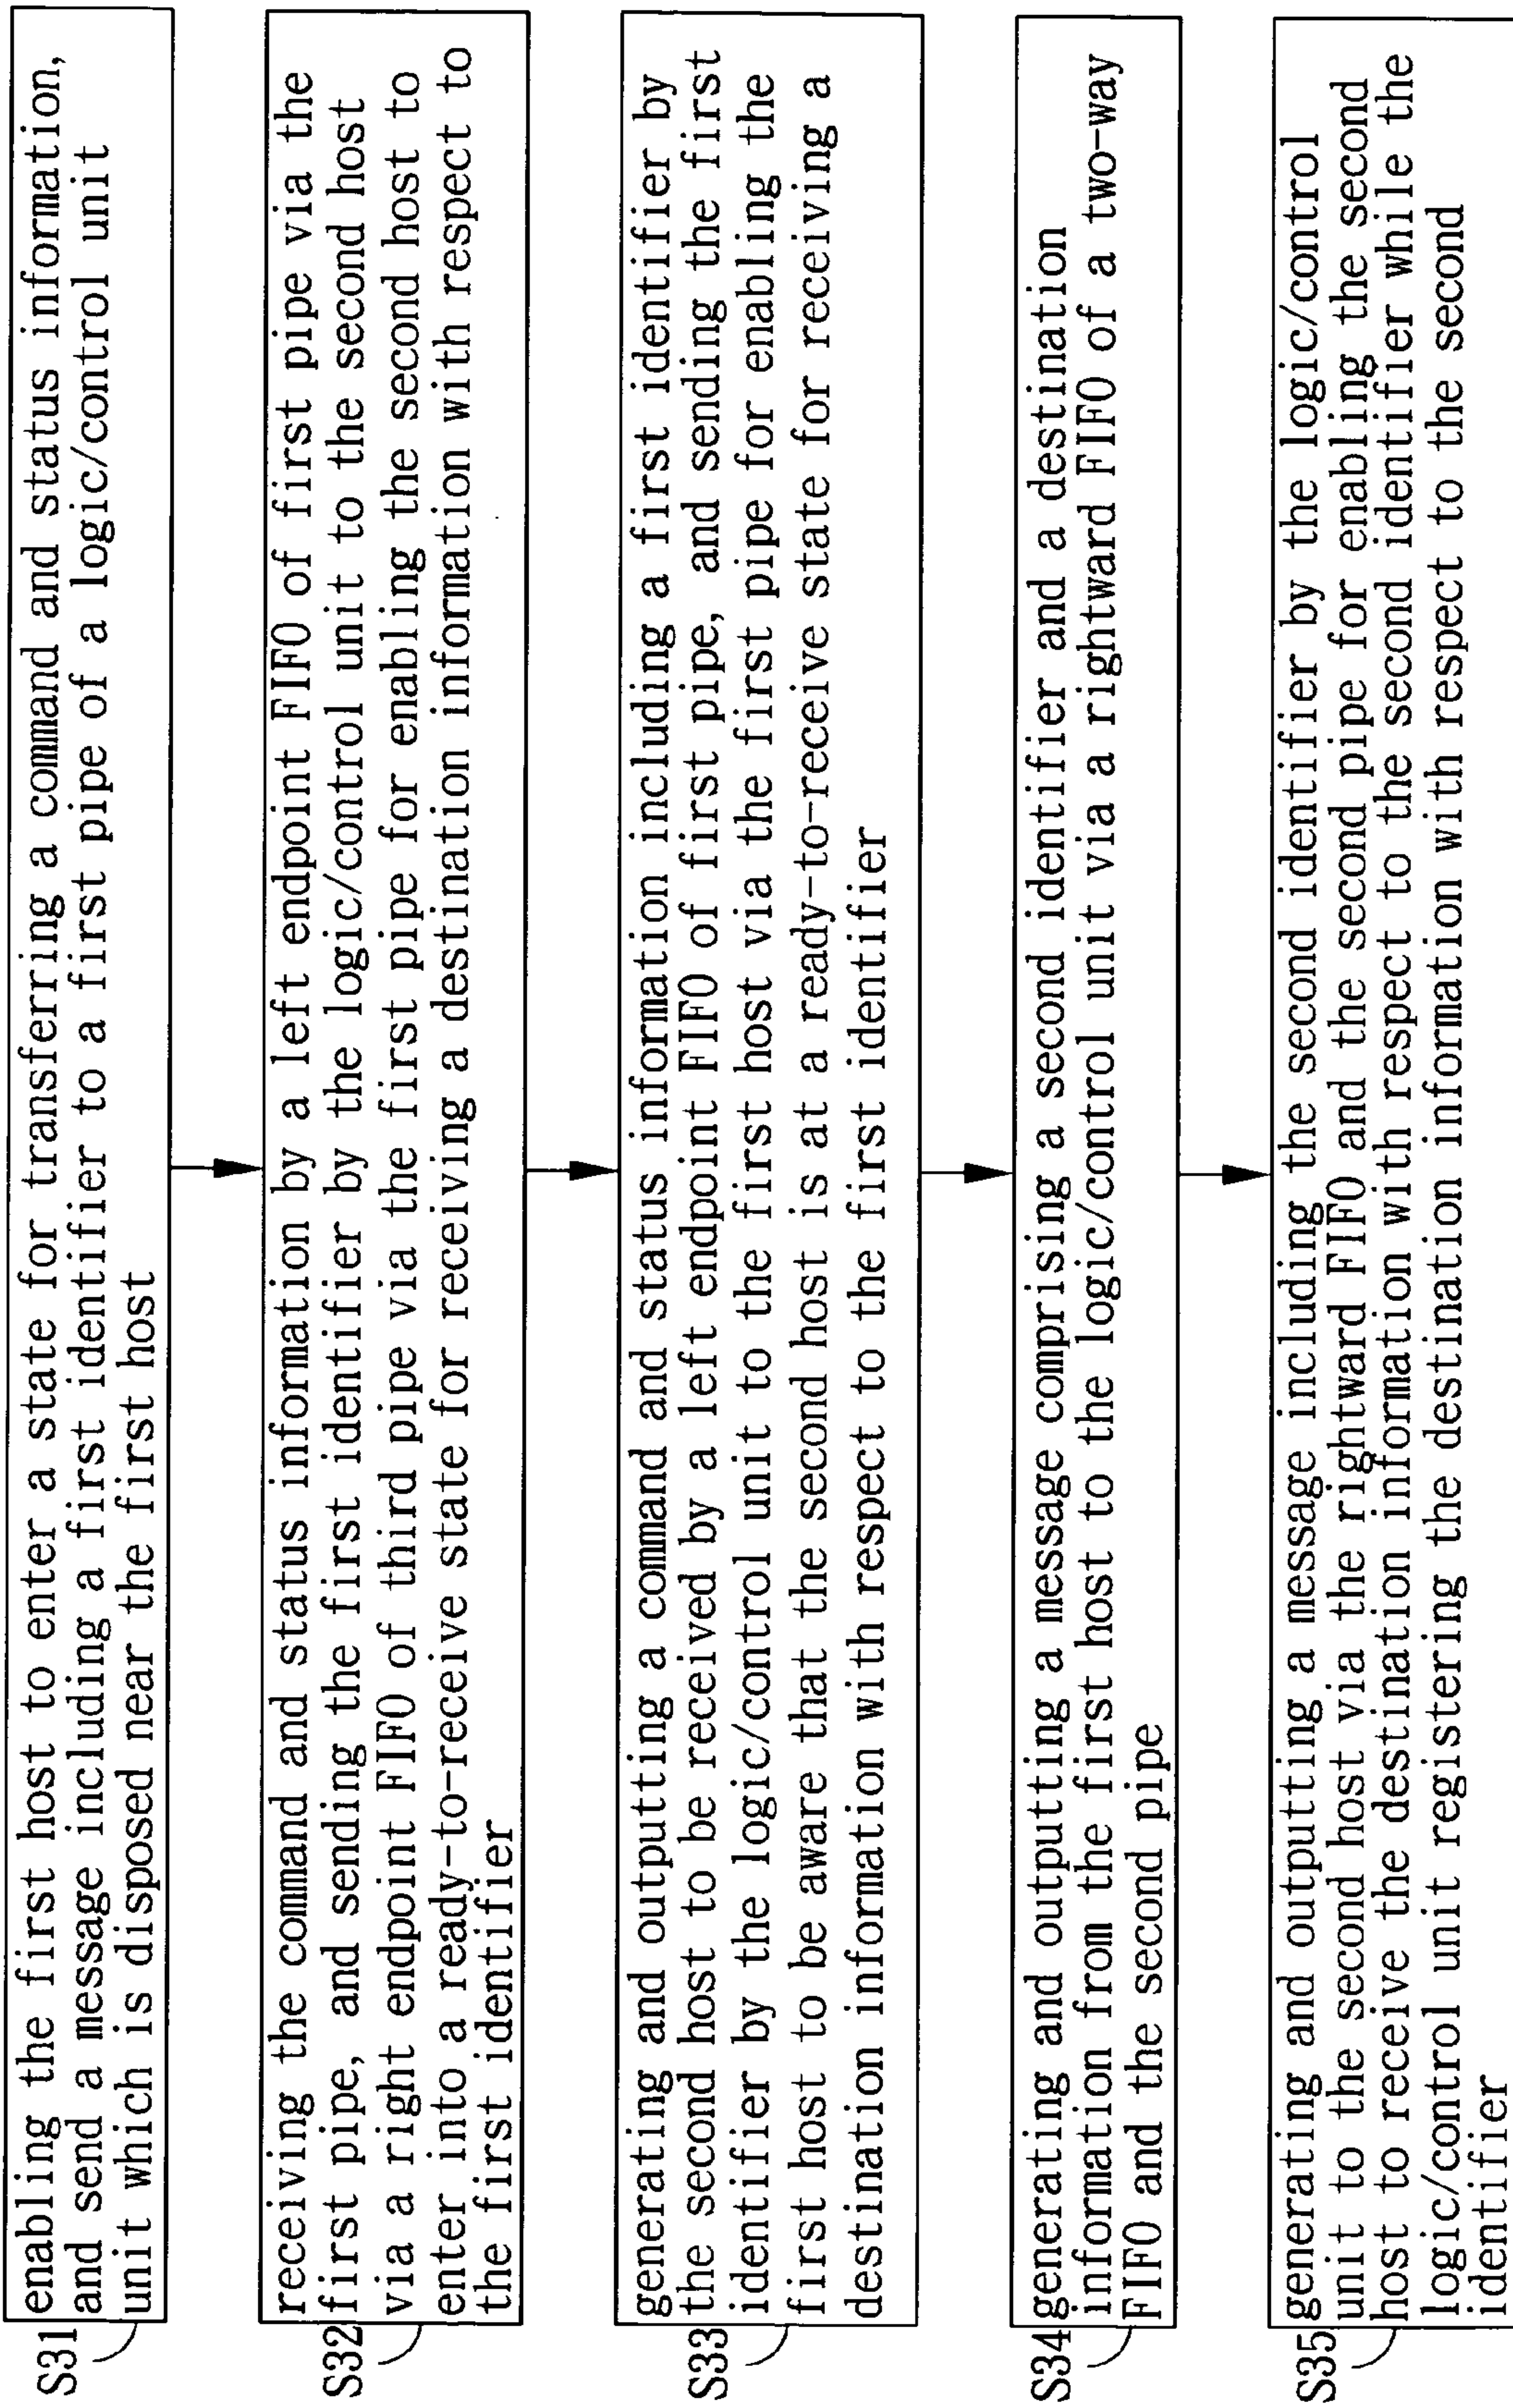 S31
enabling the first host to enter a state for transferring a command and status information,
and send a message including a first identifier to a first pipe of a logic/control unit
unit which is disposed near the first host
S32
receiving the command and status information by a left endpoint FIFO of first pipe via the
first pipe, and sending the first identifier by the logic/control unit to the second host
via a right endpoint FIFO of third pipe via the first pipe for enabling the second host to
enter into a ready-to-receive state for receiving a destination information with respect to
the first identifier
S33
generating and outputting a command and status information including a first identifier by
the second host to be received by a left endpoint FIFO of first pipe, and sending the first
identifier by the logic/control unit to the first host via the first pipe for enabling the
first host to be aware that the second host is at a ready-to-receive state for receiving a
destination information with respect to the first identifier
S34
generating and outputting a message comprising a second identifier and a destination
information from the first host to the logic/control unit via a rightward FIFO of a two-way
FIFO and the second pipe
S35
generating and outputting a message including the second identifier by the logic/control
unit to the second host via the rightward FIFO and the second pipe for enabling the second
host to receive the destination information with respect to the second identifier while the
logic/control unit registering the destination information with respect to the second
identifier